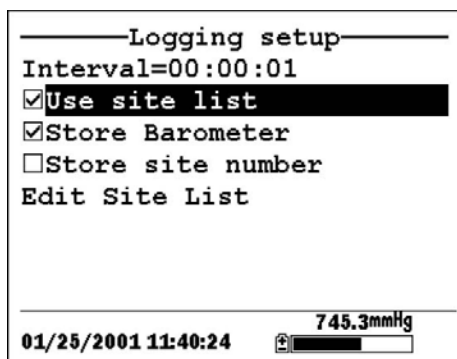 Logging setup
Interval=00:00:01
Use site list
Store Barometer
Store site number
Edit Site List
745.3mmHg
01/25/2001 11:40:24